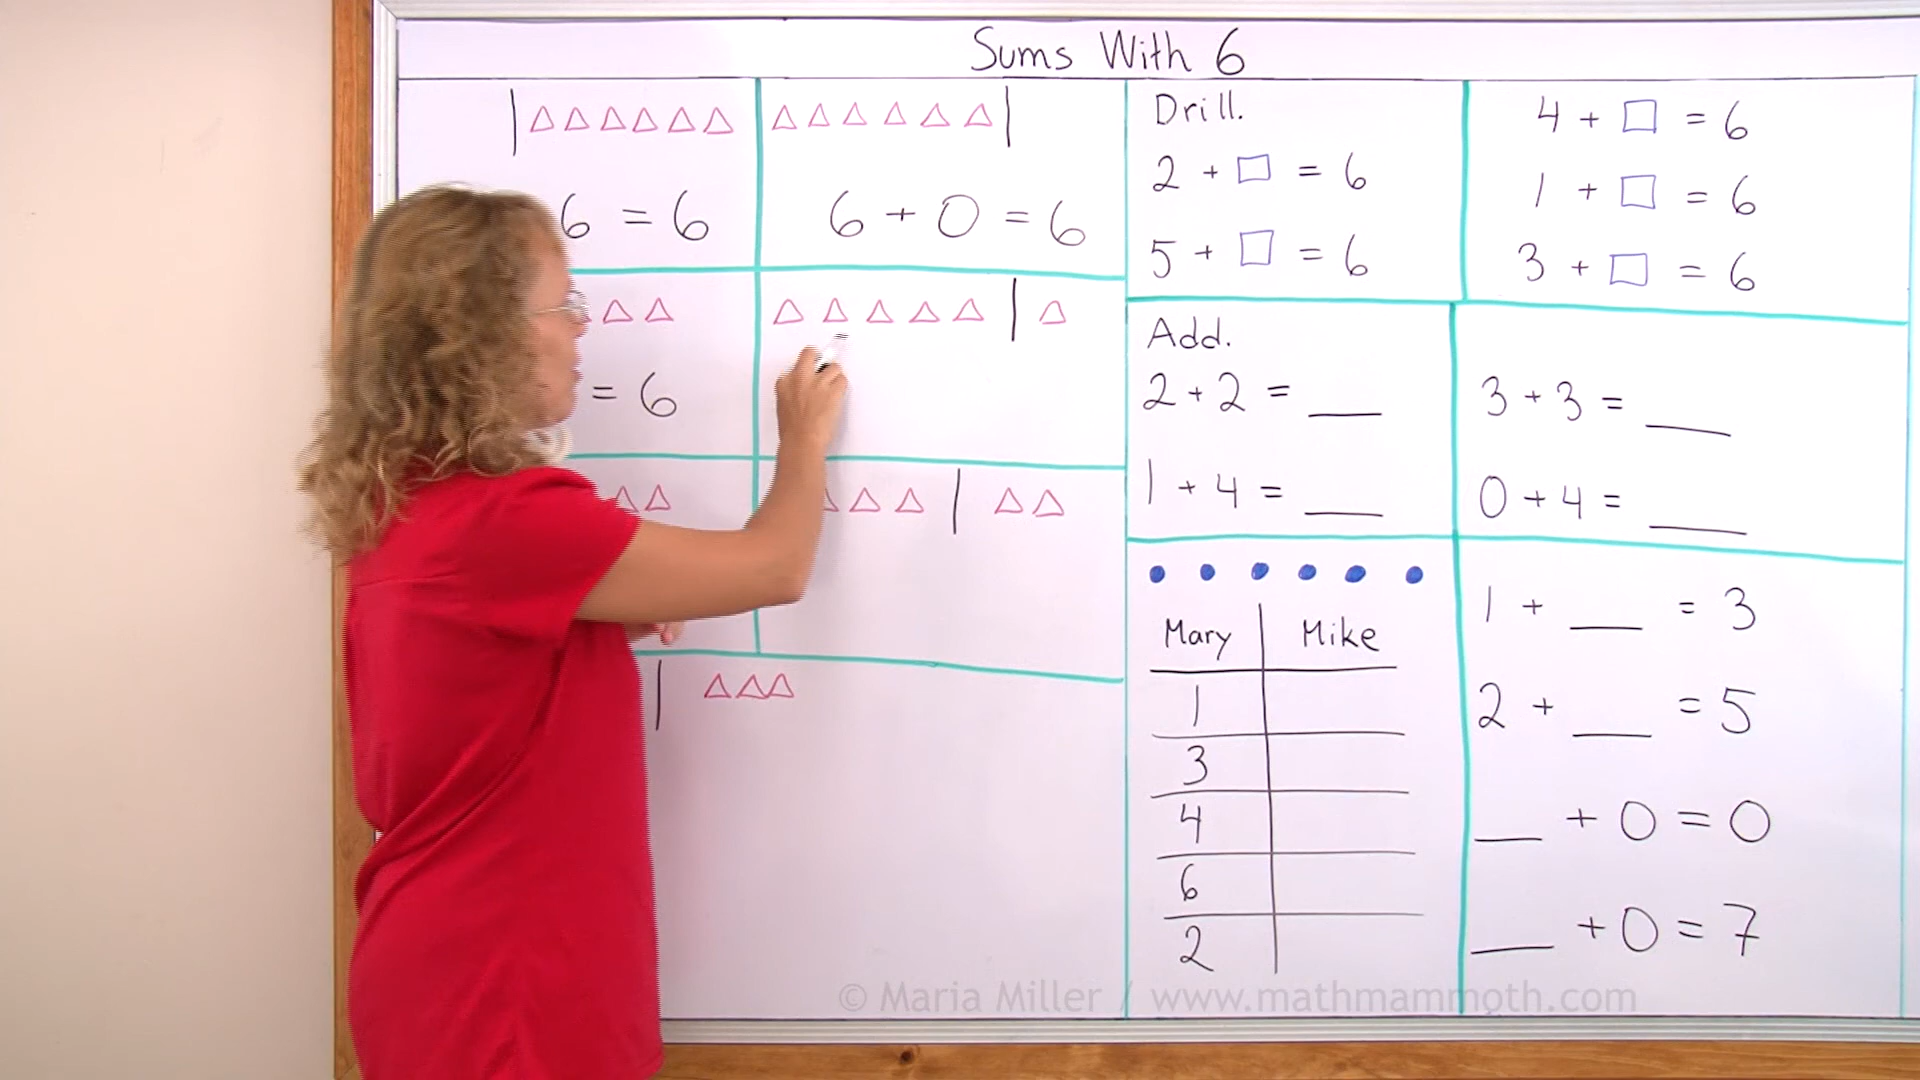 Sums With 6
6 = 6
6 + 0 = 6
= 6
Drill.
2 + □ = 6
5 + □ = 6
4 + □ = 6
1 + □ = 6
3 + □ = 6
Add.
2 + 2 = ___
1 + 4 = ___
3 + 3 = ___
0 + 4 = ___
Mary Mike
1
3
4
6
2
1 + ___ = 3
2 + ___ = 5
___ + 0 = 0
___ + 0 = 7
© Maria Miller / www.mathmammoth.com